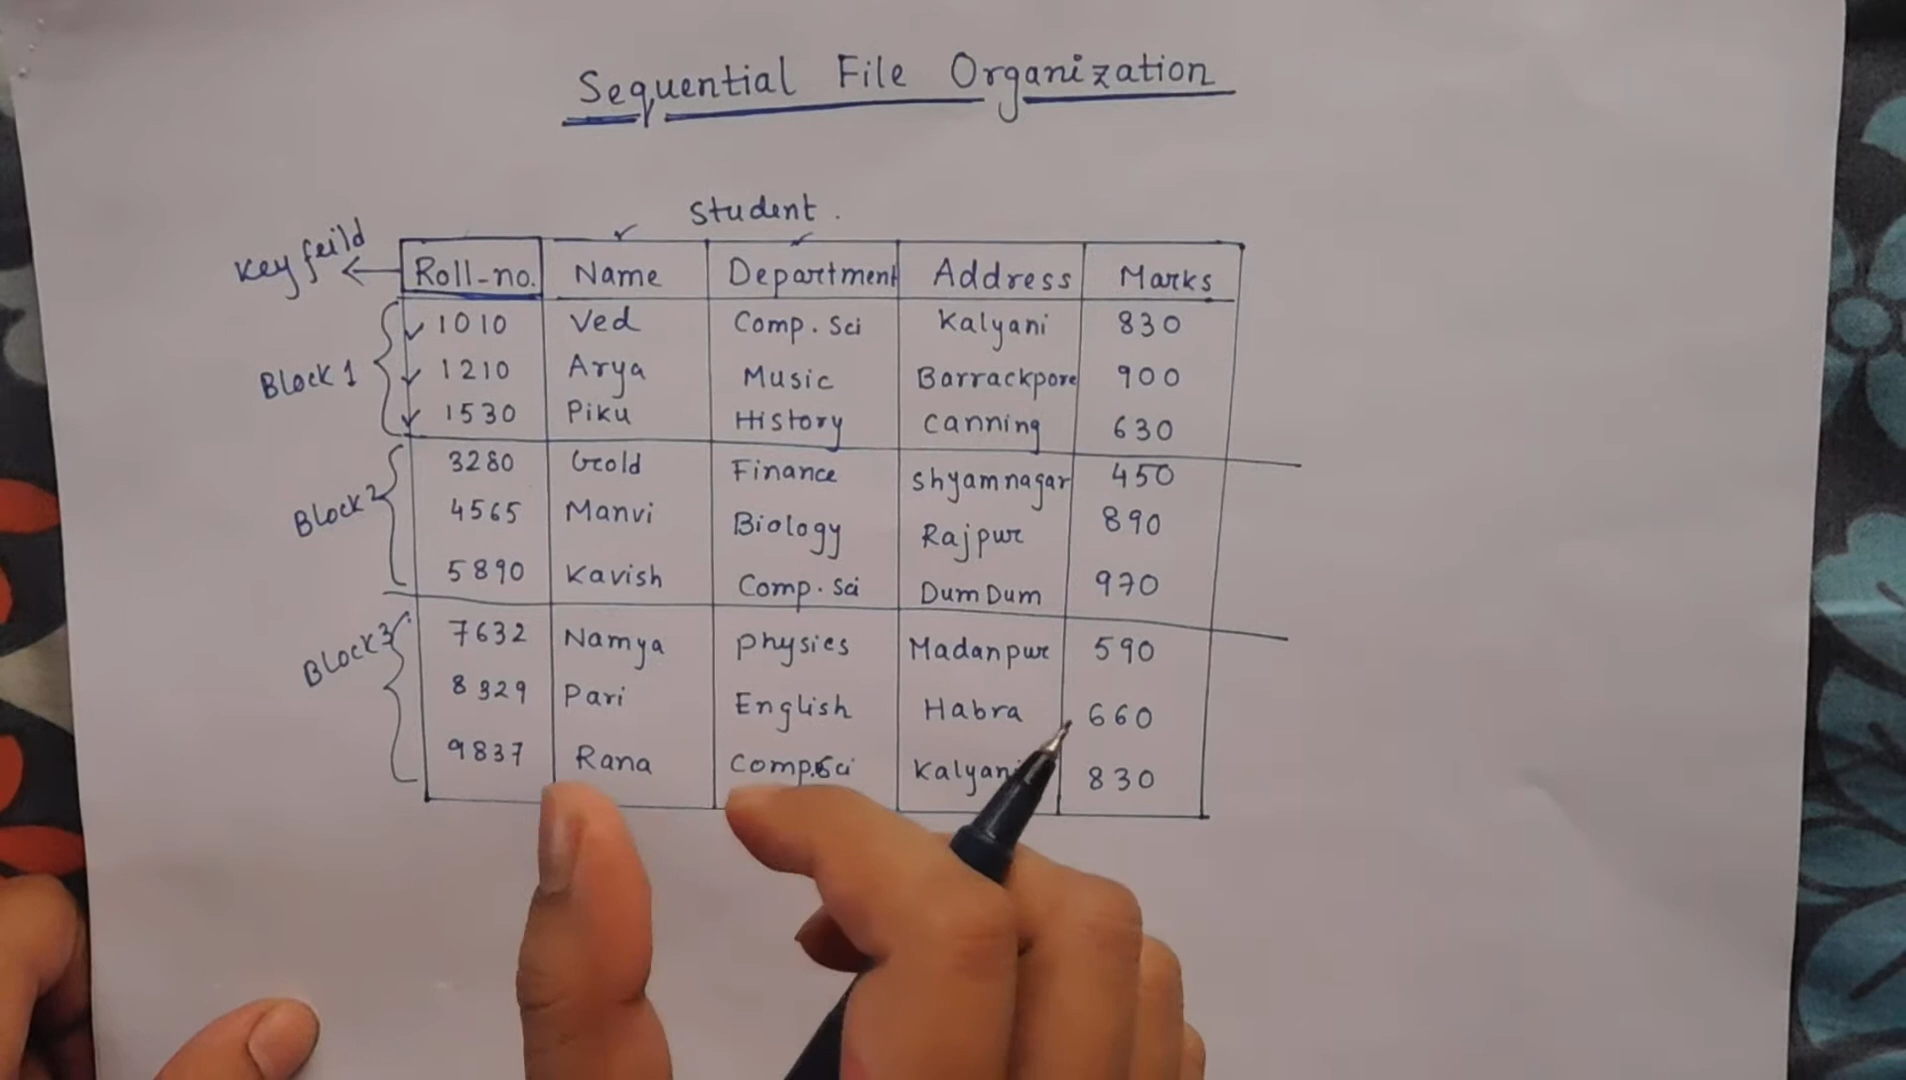 Sequential File Organization
Student.
Key feild
Roll-no. Name Department Address Marks
Block 1
1010 Ved Comp. Sci Kalyani 830
1210 Arya Music Barrackpore 900
1530 Piku History Canning 630
Block 2
3280 Geold Finance Shyamnagar 450
4565 Manvi Biology Rajpur 890
5890 Kavish Comp. Sci DumDum 970
Block 3
7632 Namya Physics Madanpur 590
8329 Pari English Habra 660
9837 Rana Comp.Sci Kalyani 830